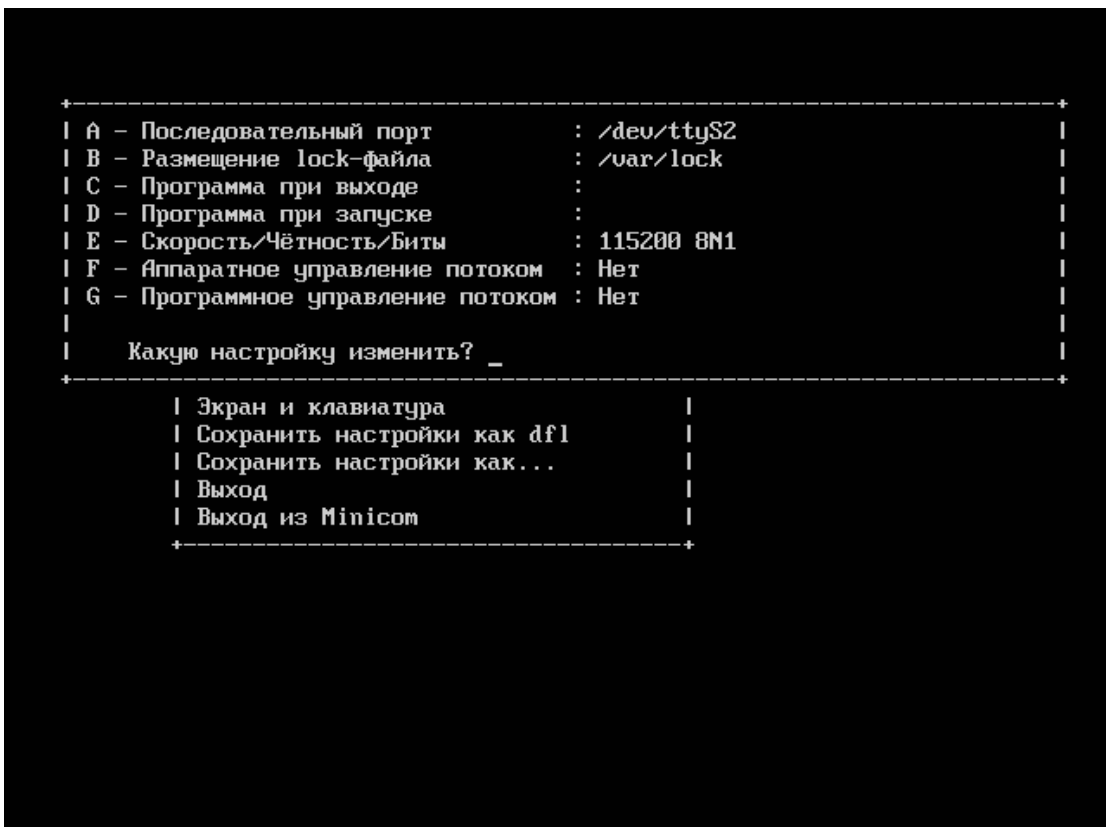 A - Последовательный порт : /dev/ttyS2
B - Размещение lock-файла : /var/lock
C - Программа при выходе :
D - Программа при запуске :
E - Скорость/Чётность/Биты : 115200 8N1
F - Аппаратное управление потоком : Нет
G - Программное управление потоком : Нет
Какую настройку изменить? _
Экран и клавиатура
Сохранить настройки как dfl
Сохранить настройки как...
Выход
Выход из Minicom